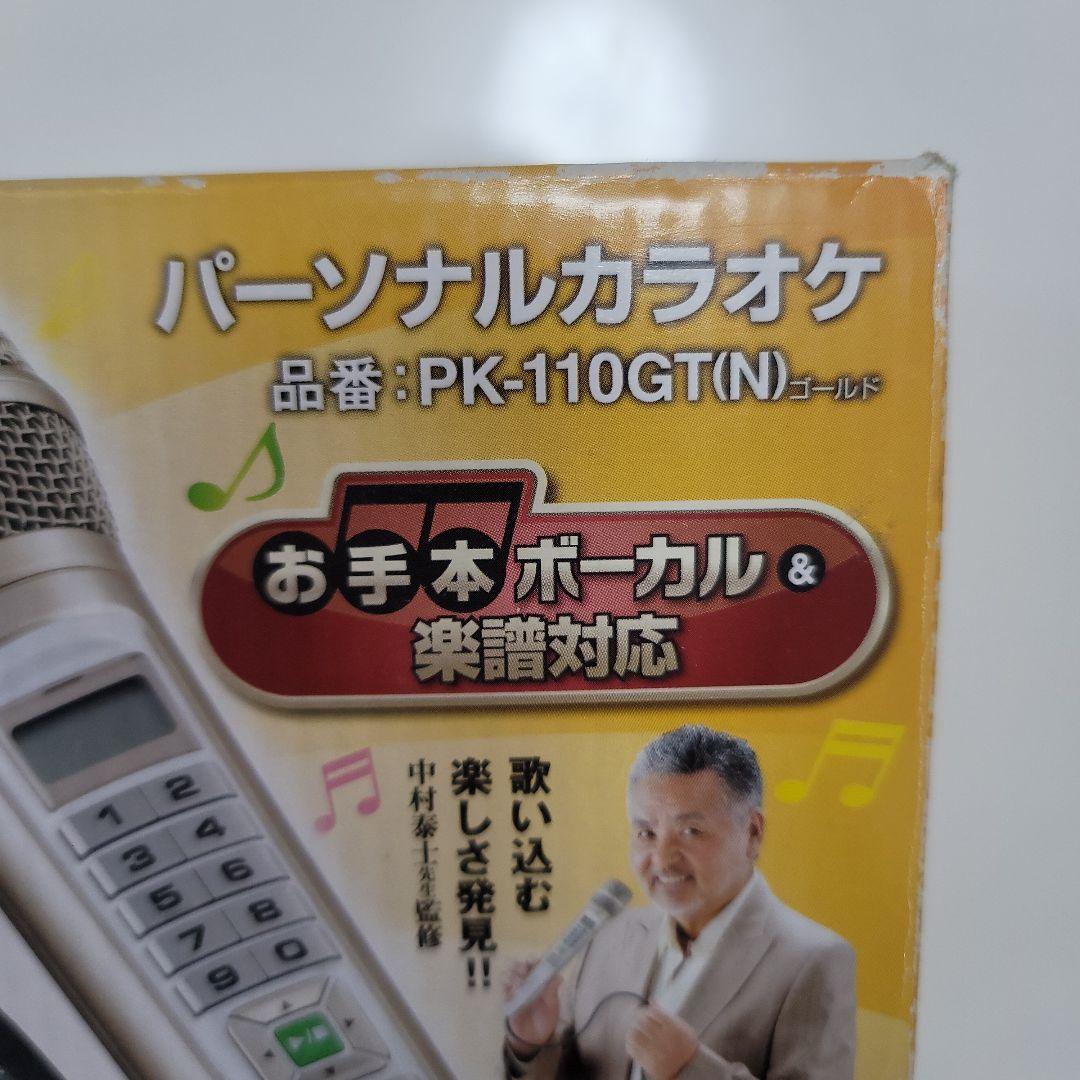 パーソナルカラオケ
品番：PK-110GT(N)ゴールド
お手本ボーカル&
楽譜対応
歌い込む
楽しさ発見!!
中村泰士先生監修
1 2
3 4
5 6
7 8
9 0